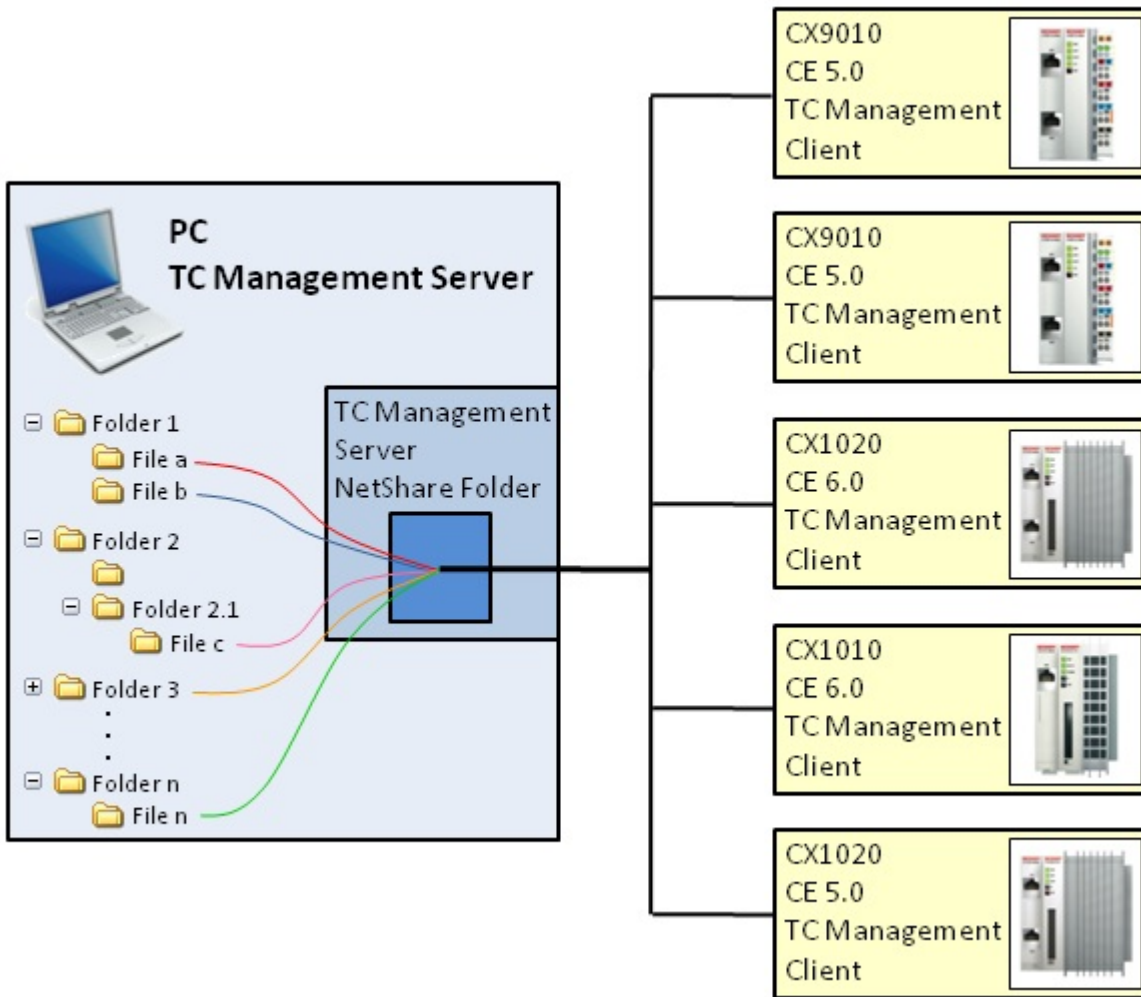 PC
TC Management Server
Folder 1
File a
File b
Folder 2
Folder 2.1
File c
Folder 3
Folder n
File n
TC Management
Server
NetShare Folder
CX9010
CE 5.0
TC Management
Client
CX9010
CE 5.0
TC Management
Client
CX1020
CE 6.0
TC Management
Client
CX1010
CE 6.0
TC Management
Client
CX1020
CE 5.0
TC Management
Client